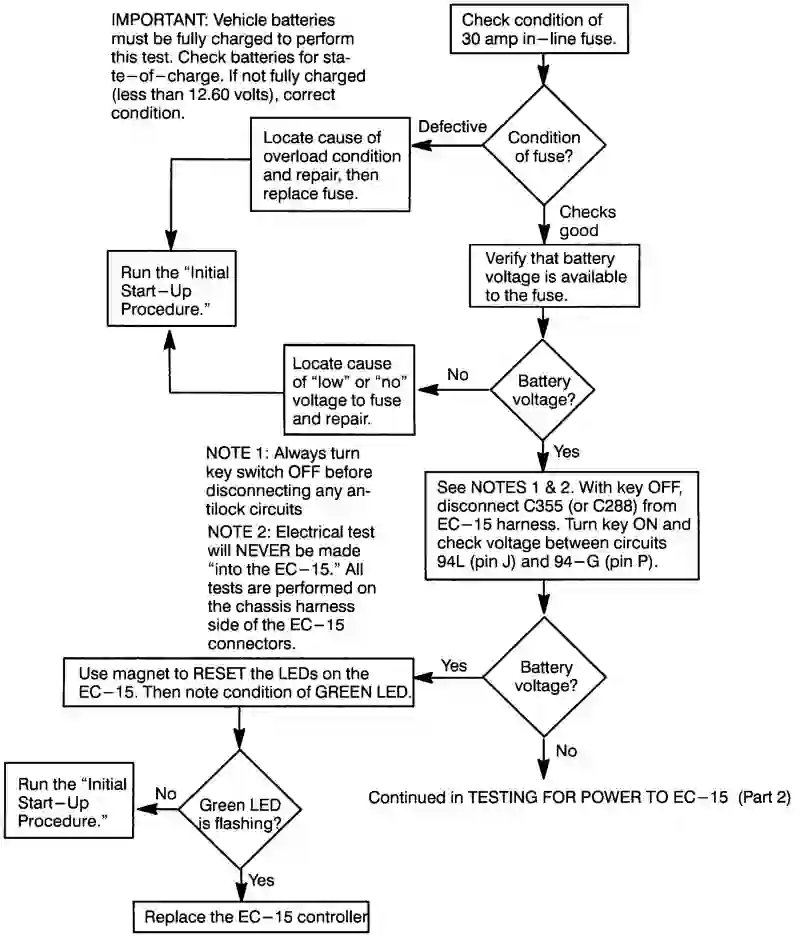 IMPORTANT: Vehicle batteries
must be fully charged to perform
this test. Check batteries for sta-
te-of-charge. If not fully charged
(less than 12.60 volts), correct
condition.
Check condition of
30 amp in-line fuse.
Condition
of fuse?
Defective
Locate cause of
overload condition
and repair, then
replace fuse.
Checks
good
Run the “Initial
Start-Up
Procedure.”
Verify that battery
voltage is available
to the fuse.
Battery
voltage?
No
Locate cause
of “low” or “no”
voltage to fuse
and repair.
Yes
NOTE 1: Always turn
key switch OFF before
disconnecting any an-
tilock circuits
NOTE 2: Electrical test
will NEVER be made
“into the EC-15.” All
tests are performed on
the chassis harness
side of the EC-15
connectors.
See NOTES 1 & 2. With key OFF,
disconnect C355 (or C288) from
EC-15 harness. Turn key ON and
check voltage between circuits
94L (pin J) and 94-G (pin P).
Battery
voltage?
Yes
Use magnet to RESET the LEDs on the
EC-15. Then note condition of GREEN LED.
No
Continued in TESTING FOR POWER TO EC-15 (Part 2)
Green LED
is flashing?
No
Run the “Initial
Start-Up
Procedure.”
Yes
Replace the EC-15 controller